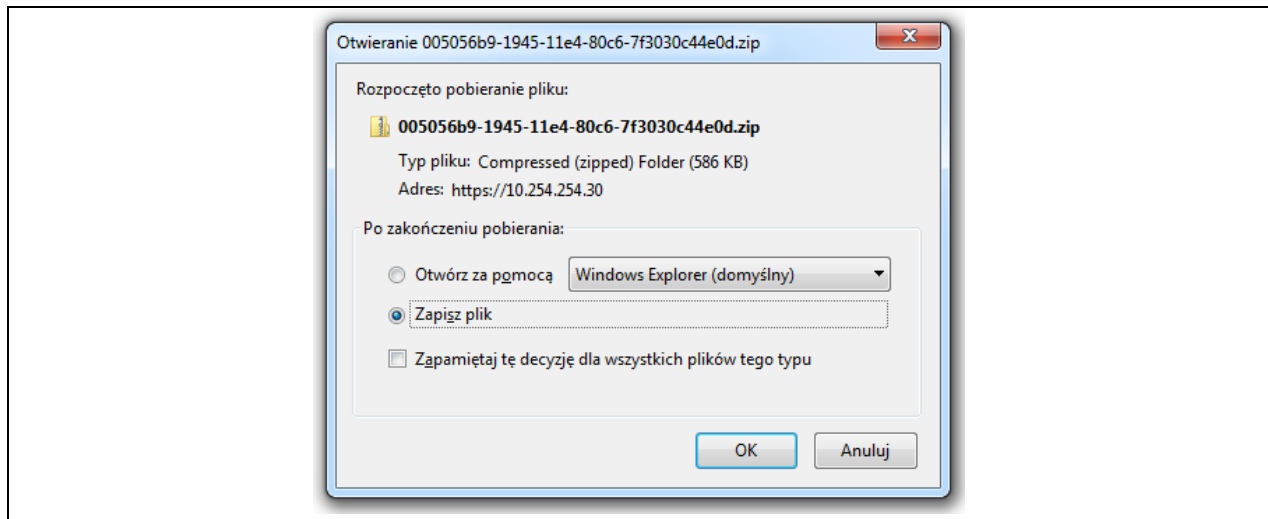 Otwieranie 005056b9-1945-11e4-80c6-7f3030c44e0d.zip
Rozpoczęto pobieranie pliku:
005056b9-1945-11e4-80c6-7f3030c44e0d.zip
Typ pliku: Compressed (zipped) Folder (586 KB)
Adres: https://10.254.254.30
Po zakończeniu pobierania:
Otwórz za pomocą Windows Explorer (domyślny)
Zapisz plik
Zapamiętaj tę decyzję dla wszystkich plików tego typu
OK Anuluj